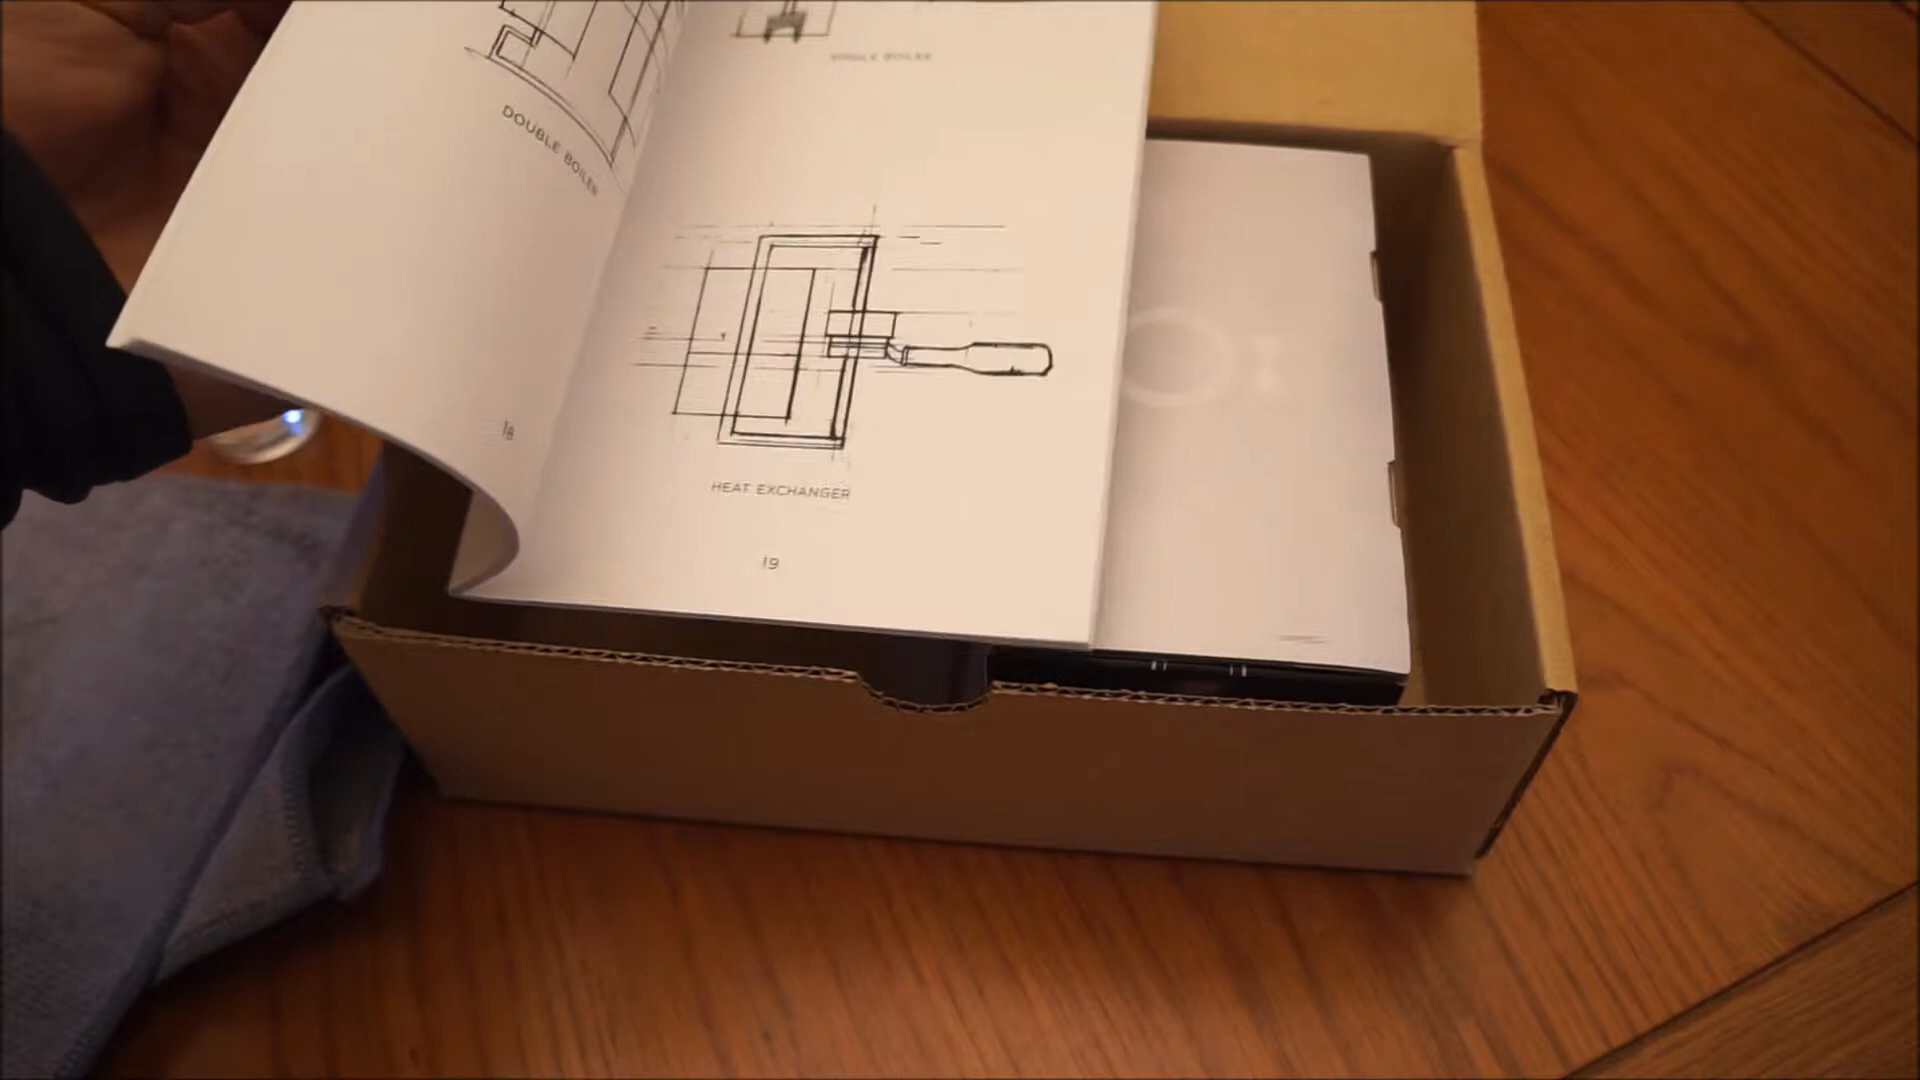 DOUBLE BOILER
18
SINGLE BOILER
HEAT EXCHANGER
19